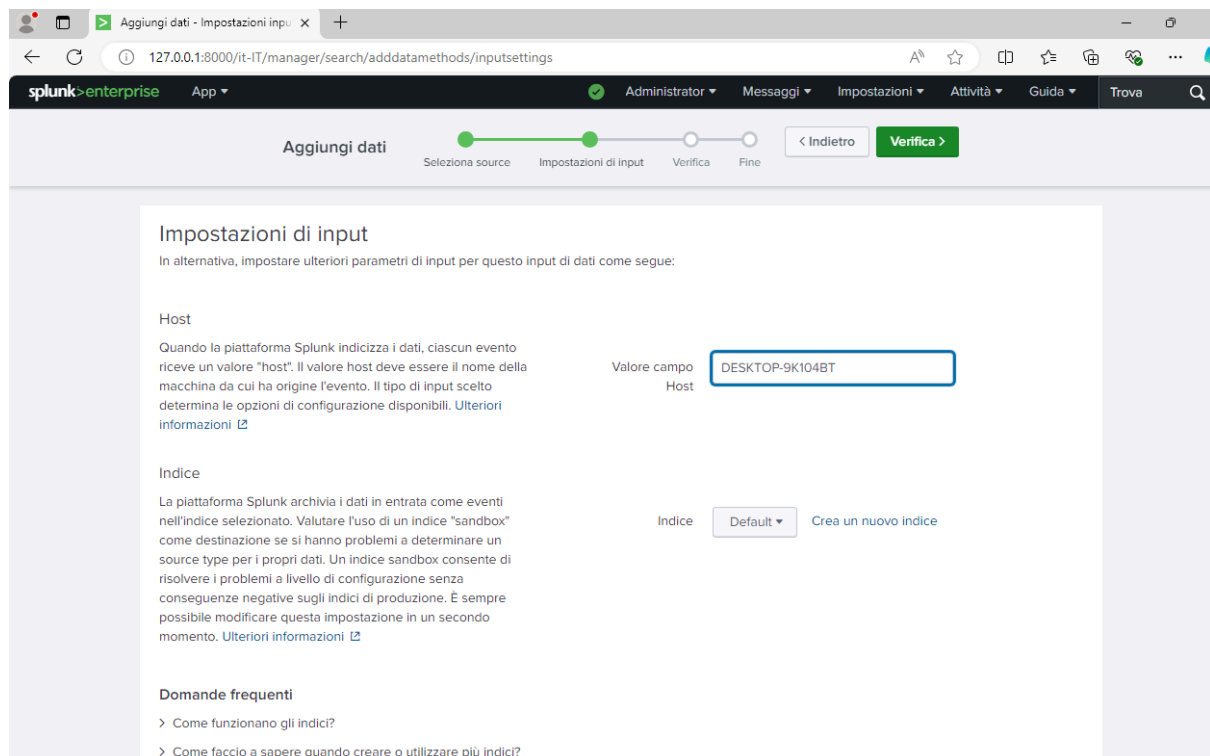 Aggiungi dati - Impostazioni inpu
127.0.0.1:8000/it-IT/manager/search/adddatamethods/inputsettings
splunk>enterprise App Administrator Messaggi Impostazioni Attività Guida Trova
Aggiungi dati
Seleziona source Impostazioni di input Verifica Fine
< Indietro Verifica >
Impostazioni di input
In alternativa, impostare ulteriori parametri di input per questo input di dati come segue:
Host
Quando la piattaforma Splunk indicizza i dati, ciascun evento
riceve un valore "host". Il valore host deve essere il nome della
macchina da cui ha origine l'evento. Il tipo di input scelto
determina le opzioni di configurazione disponibili. Ulteriori
informazioni
Valore campo
Host
DESKTOP-9K104BT
Indice
La piattaforma Splunk archivia i dati in entrata come eventi
nell'indice selezionato. Valutare l'uso di un indice "sandbox"
come destinazione se si hanno problemi a determinare un
source type per i propri dati. Un indice sandbox consente di
risolvere i problemi a livello di configurazione senza
conseguenze negative sugli indici di produzione. È sempre
possibile modificare questa impostazione in un secondo
momento. Ulteriori informazioni
Indice Default Crea un nuovo indice
Domande frequenti
> Come funzionano gli indici?
> Come faccio a sapere quando creare o utilizzare più indici?